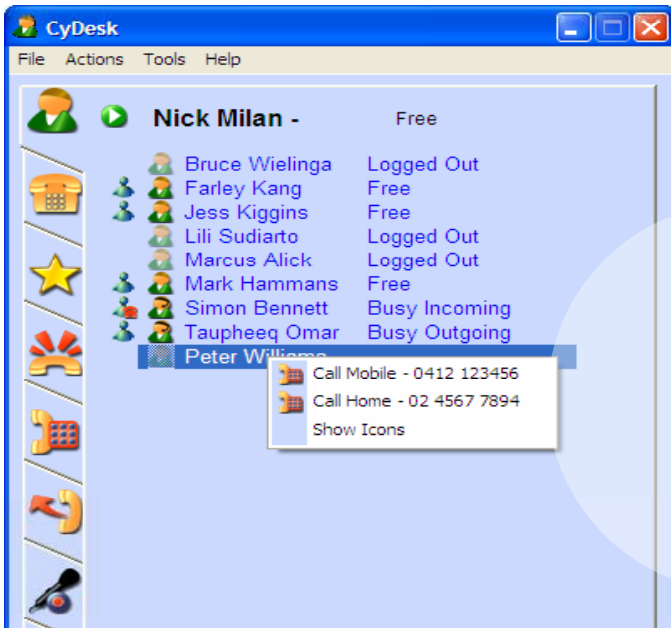 CyDesk
File Actions Tools Help
Nick Milan - Free
Bruce Wielinga Logged Out
Farley Kang Free
Jess Kiggins Free
Lili Sudiarto Logged Out
Marcus Alick Logged Out
Mark Hammans Free
Simon Bennett Busy Incoming
Taupheeq Omar Busy Outgoing
Peter Williams
Call Mobile - 0412 123456
Call Home - 02 4567 7894
Show Icons